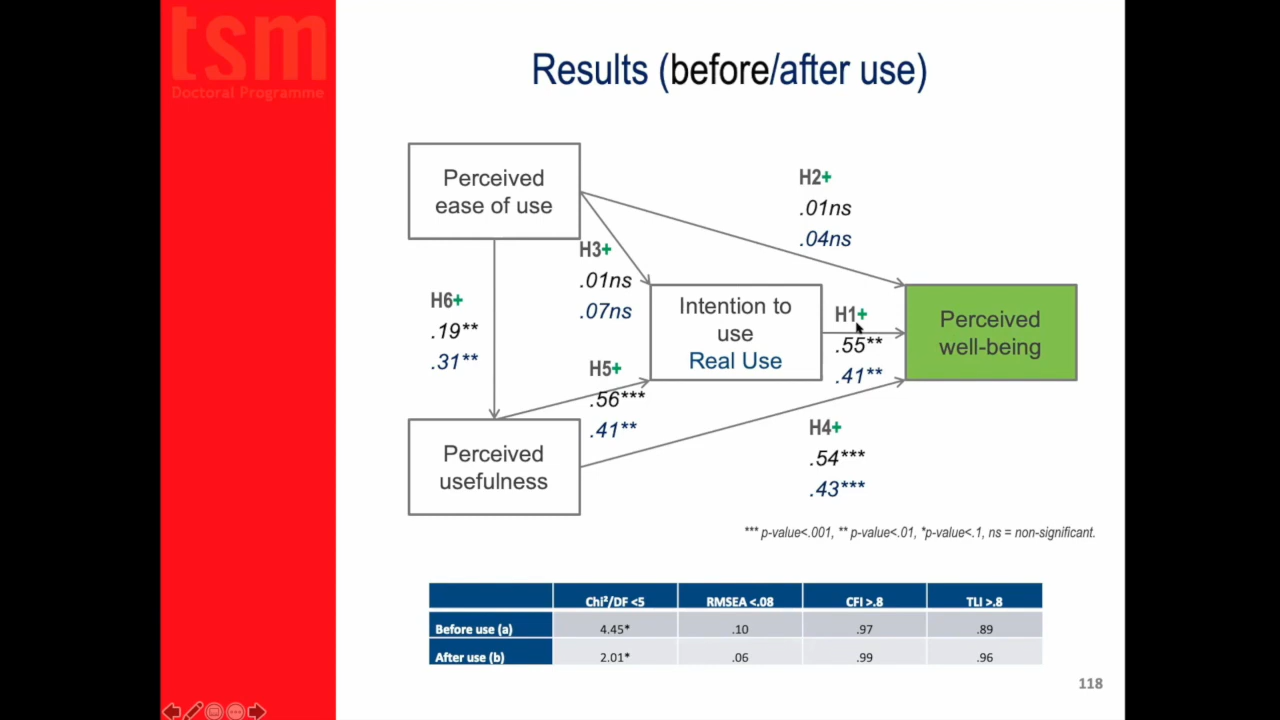 tsm
Doctoral Programme
Results (before/after use)
Perceived
ease of use
H2+
.01ns
.04ns
H3+
.01ns
.07ns
H6+
.19**
.31**
Intention to
use
Real Use
H1+
.55**
.41**
Perceived
well-being
H5+
.56***
.41**
Perceived
usefulness
H4+
.54***
.43***
*** p-value<.001, ** p-value<.01, *p-value<.1, ns = non-significant.
Chi²/DF <5 RMSEA <.08 CFI >.8 TLI >.8
Before use (a) 4.45* .10 .97 .89
After use (b) 2.01* .06 .99 .96
118